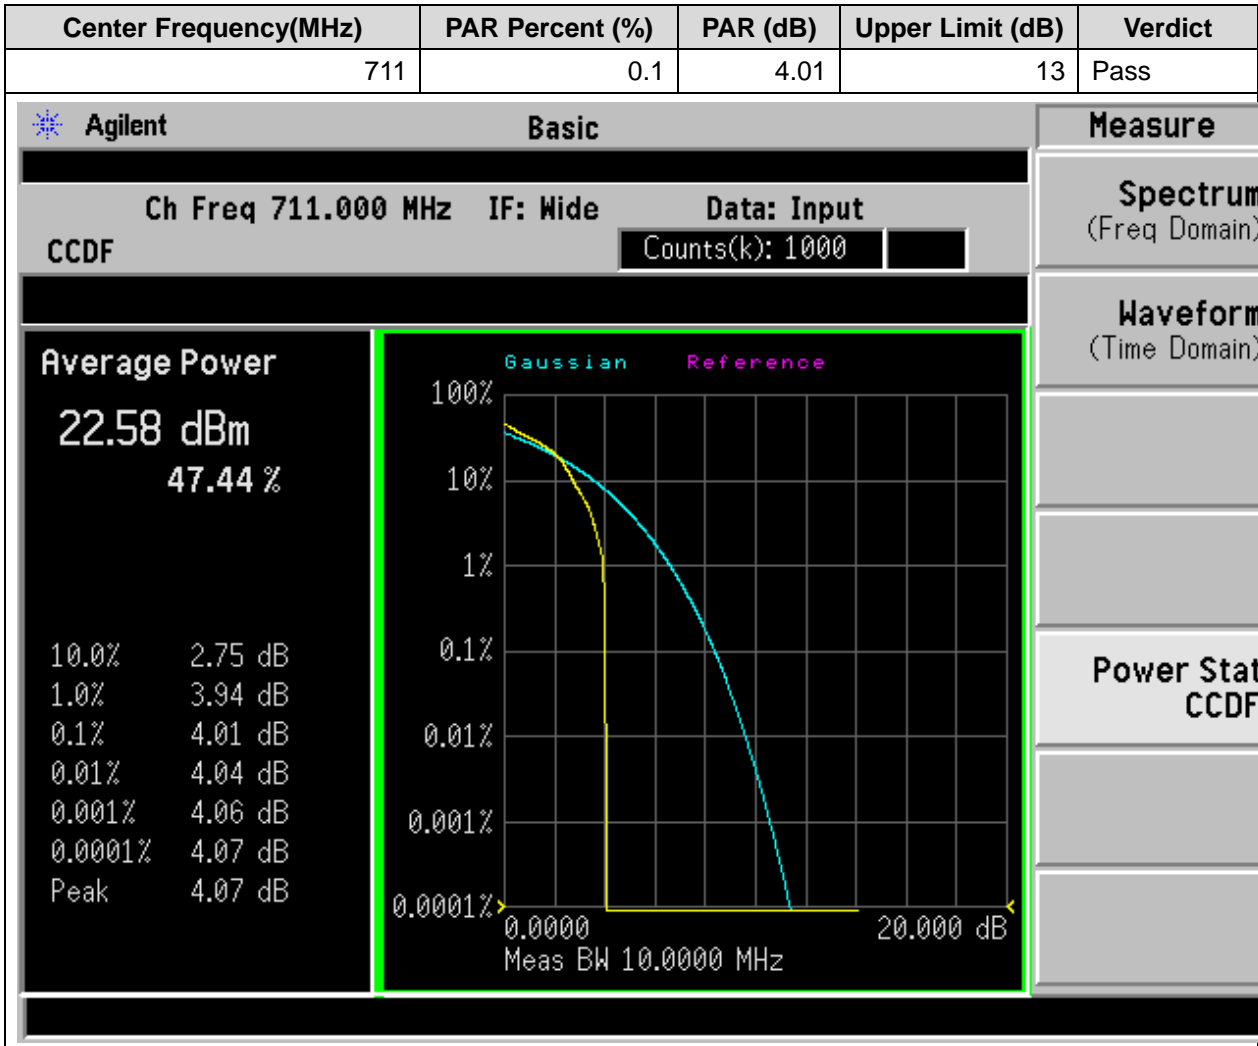 Center Frequency(MHz) PAR Percent (%) PAR (dB) Upper Limit (dB) Verdict
711 0.1 4.01 13 Pass
Agilent Basic Measure
Ch Freq 711.000 MHz IF: Wide Data: Input
CCDF Counts(k): 1000
Spectrum
(Freq Domain)
Waveform
(Time Domain)
Power Stat
CCDF
Average Power
22.58 dBm
47.44 %
10.0% 2.75 dB
1.0% 3.94 dB
0.1% 4.01 dB
0.01% 4.04 dB
0.001% 4.06 dB
0.0001% 4.07 dB
Peak 4.07 dB
Gaussian Reference
100%
10%
1%
0.1%
0.01%
0.001%
0.0001%
0.0000 20.000 dB
Meas BW 10.0000 MHz